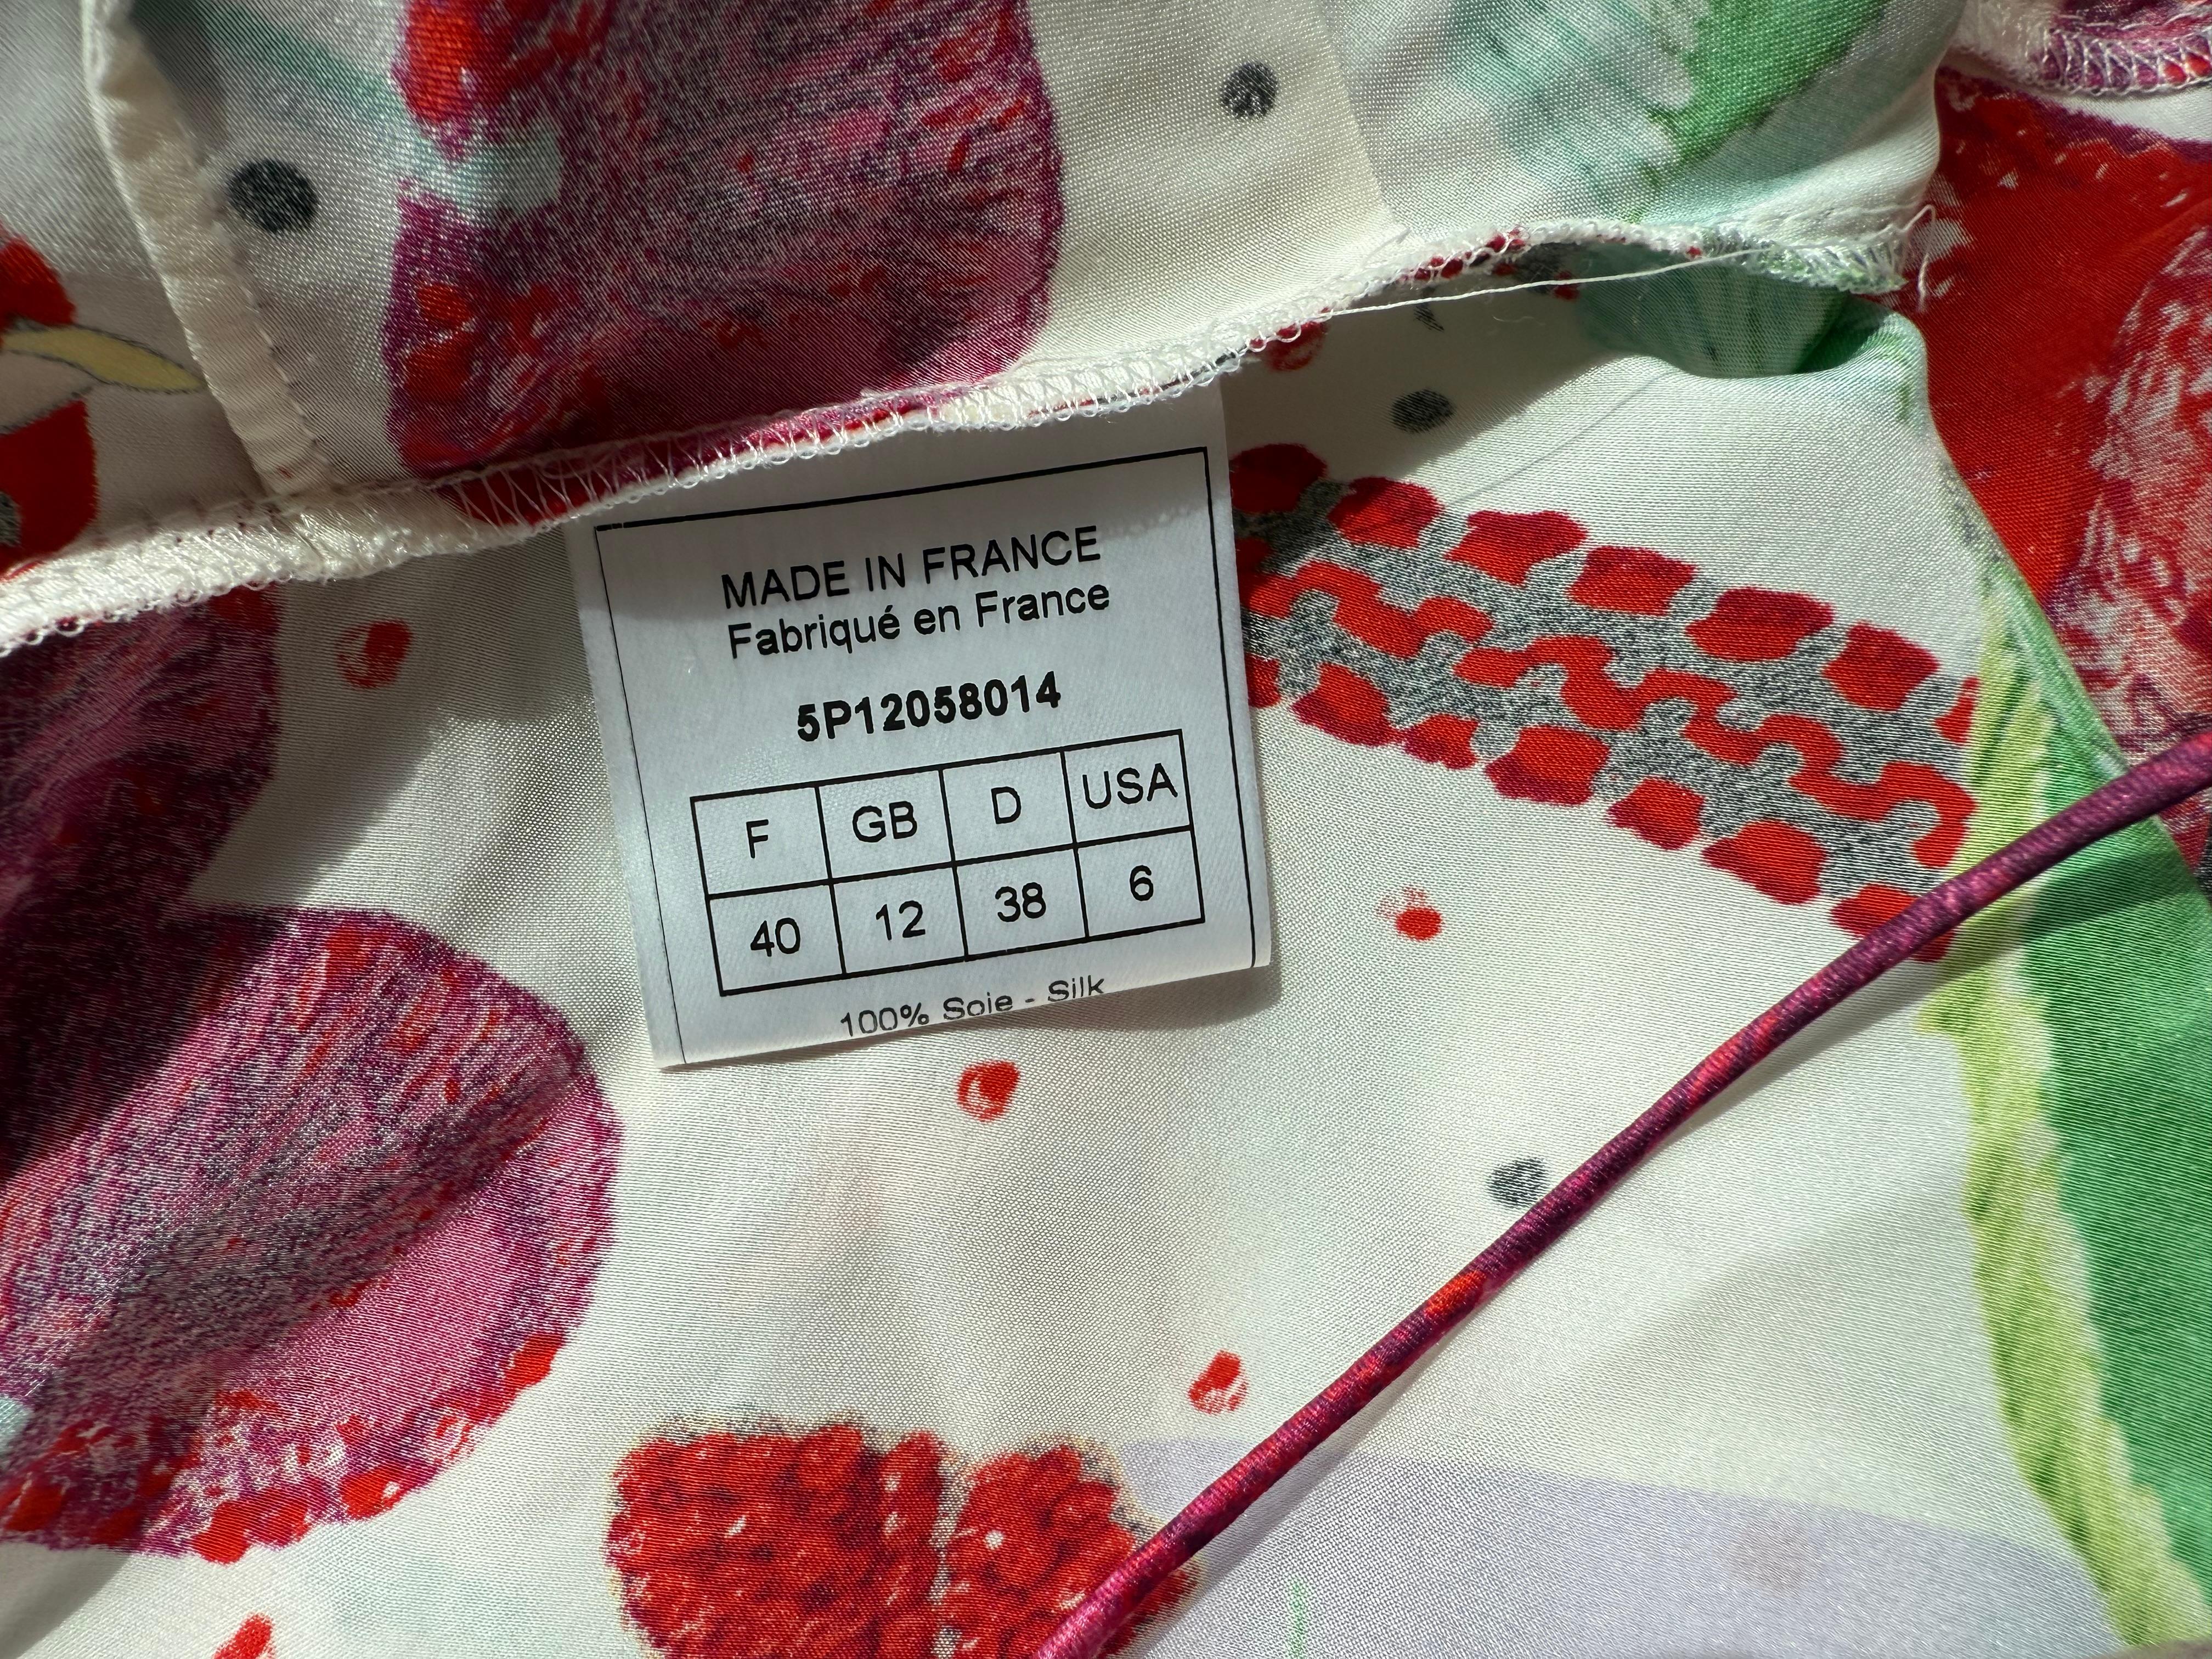 MADE IN FRANCE
Fabriqué en France
5P12058014
F GB D USA
40 12 38 6
100% Soie - Silk